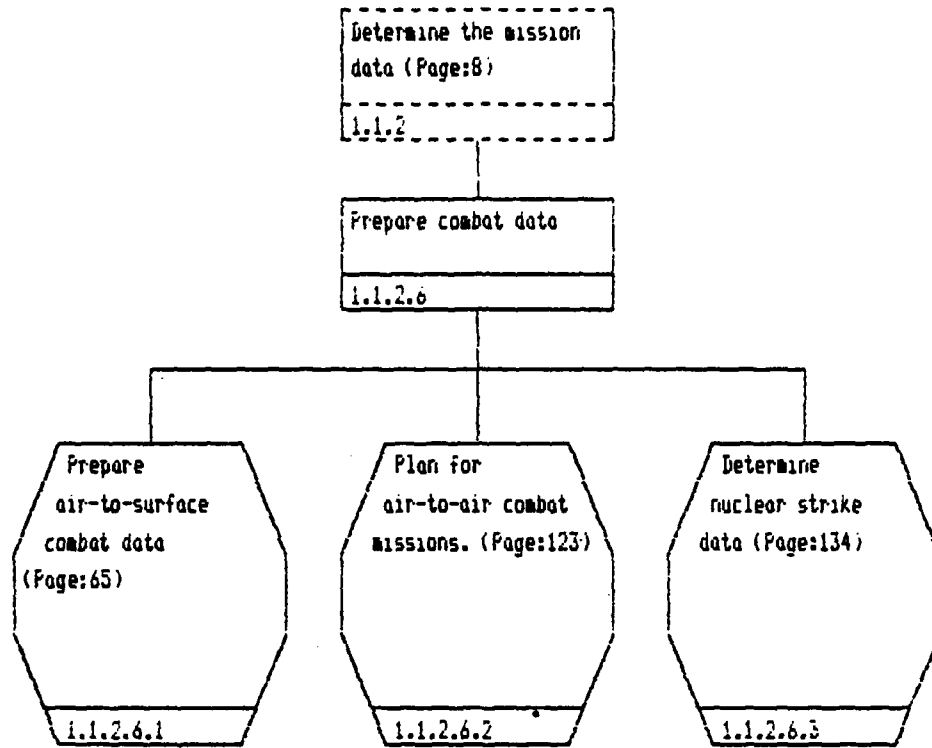 Determine the mission
data (Page:8)
1.1.2
Prepare combat data
1.1.2.6
Prepare
air-to-surface
combat data
(Page:65)
1.1.2.6.1
Plan for
air-to-air combat
missions. (Page:123)
1.1.2.6.2
Determine
nuclear strike
data (Page:134)
1.1.2.6.3